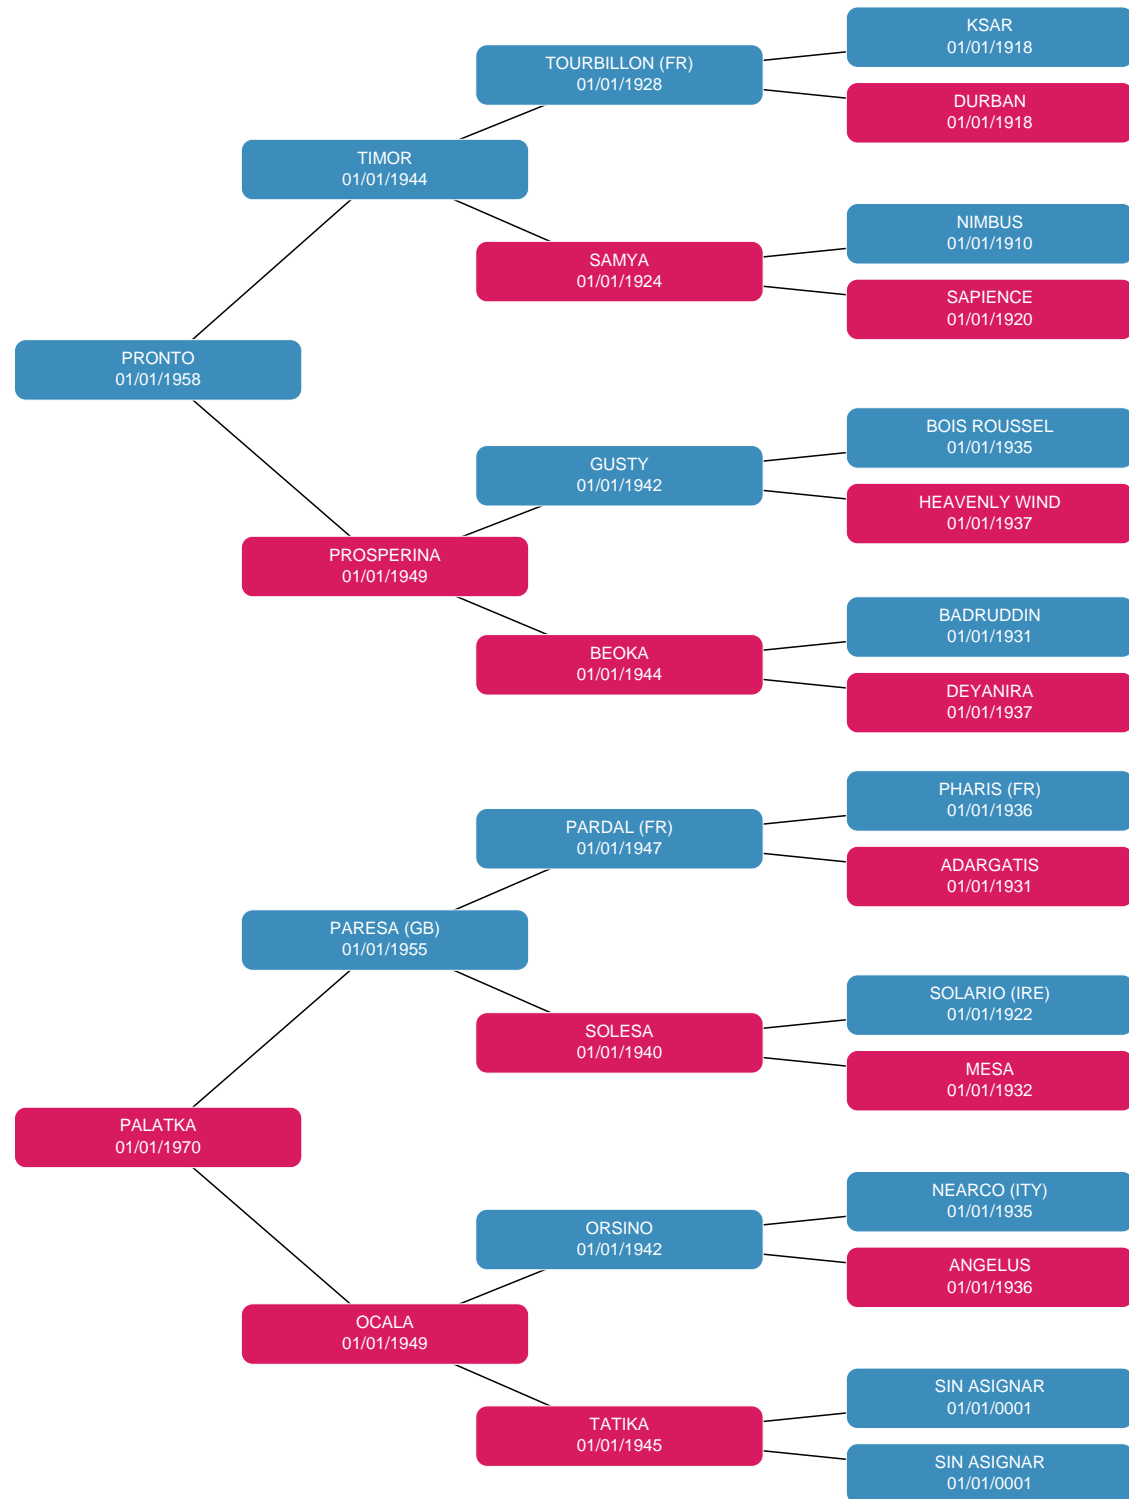 KSAR
01/01/1918
TOURBILLON (FR)
01/01/1928
DURBAN
01/01/1918
TIMOR
01/01/1944
NIMBUS
01/01/1910
SAMYA
01/01/1924
SAPIENCE
01/01/1920
PRONTO
01/01/1958
BOIS ROUSSEL
01/01/1935
GUSTY
01/01/1942
HEAVENLY WIND
01/01/1937
PROSPERINA
01/01/1949
BADRUDDIN
01/01/1931
BEOKA
01/01/1944
DEYANIRA
01/01/1937
PHARIS (FR)
01/01/1936
PARDAL (FR)
01/01/1947
ADARGATIS
01/01/1931
PARESA (GB)
01/01/1955
SOLARIO (IRE)
01/01/1922
SOLESA
01/01/1940
MESA
01/01/1932
PALATKA
01/01/1970
NEARCO (ITY)
01/01/1935
ORSINO
01/01/1942
ANGELUS
01/01/1936
OCALA
01/01/1949
SIN ASIGNAR
01/01/0001
TATIKA
01/01/1945
SIN ASIGNAR
01/01/0001